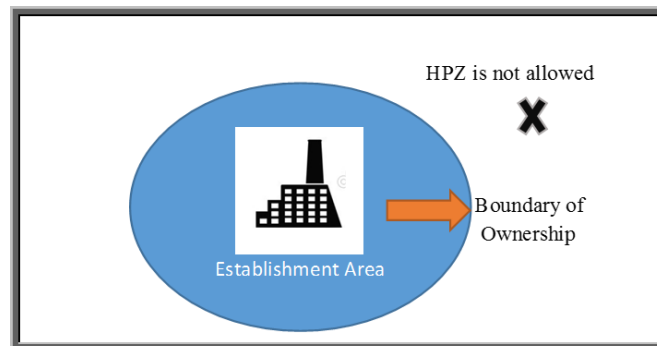 HPZ is not allowed
Boundary of
Ownership
Establishment Area